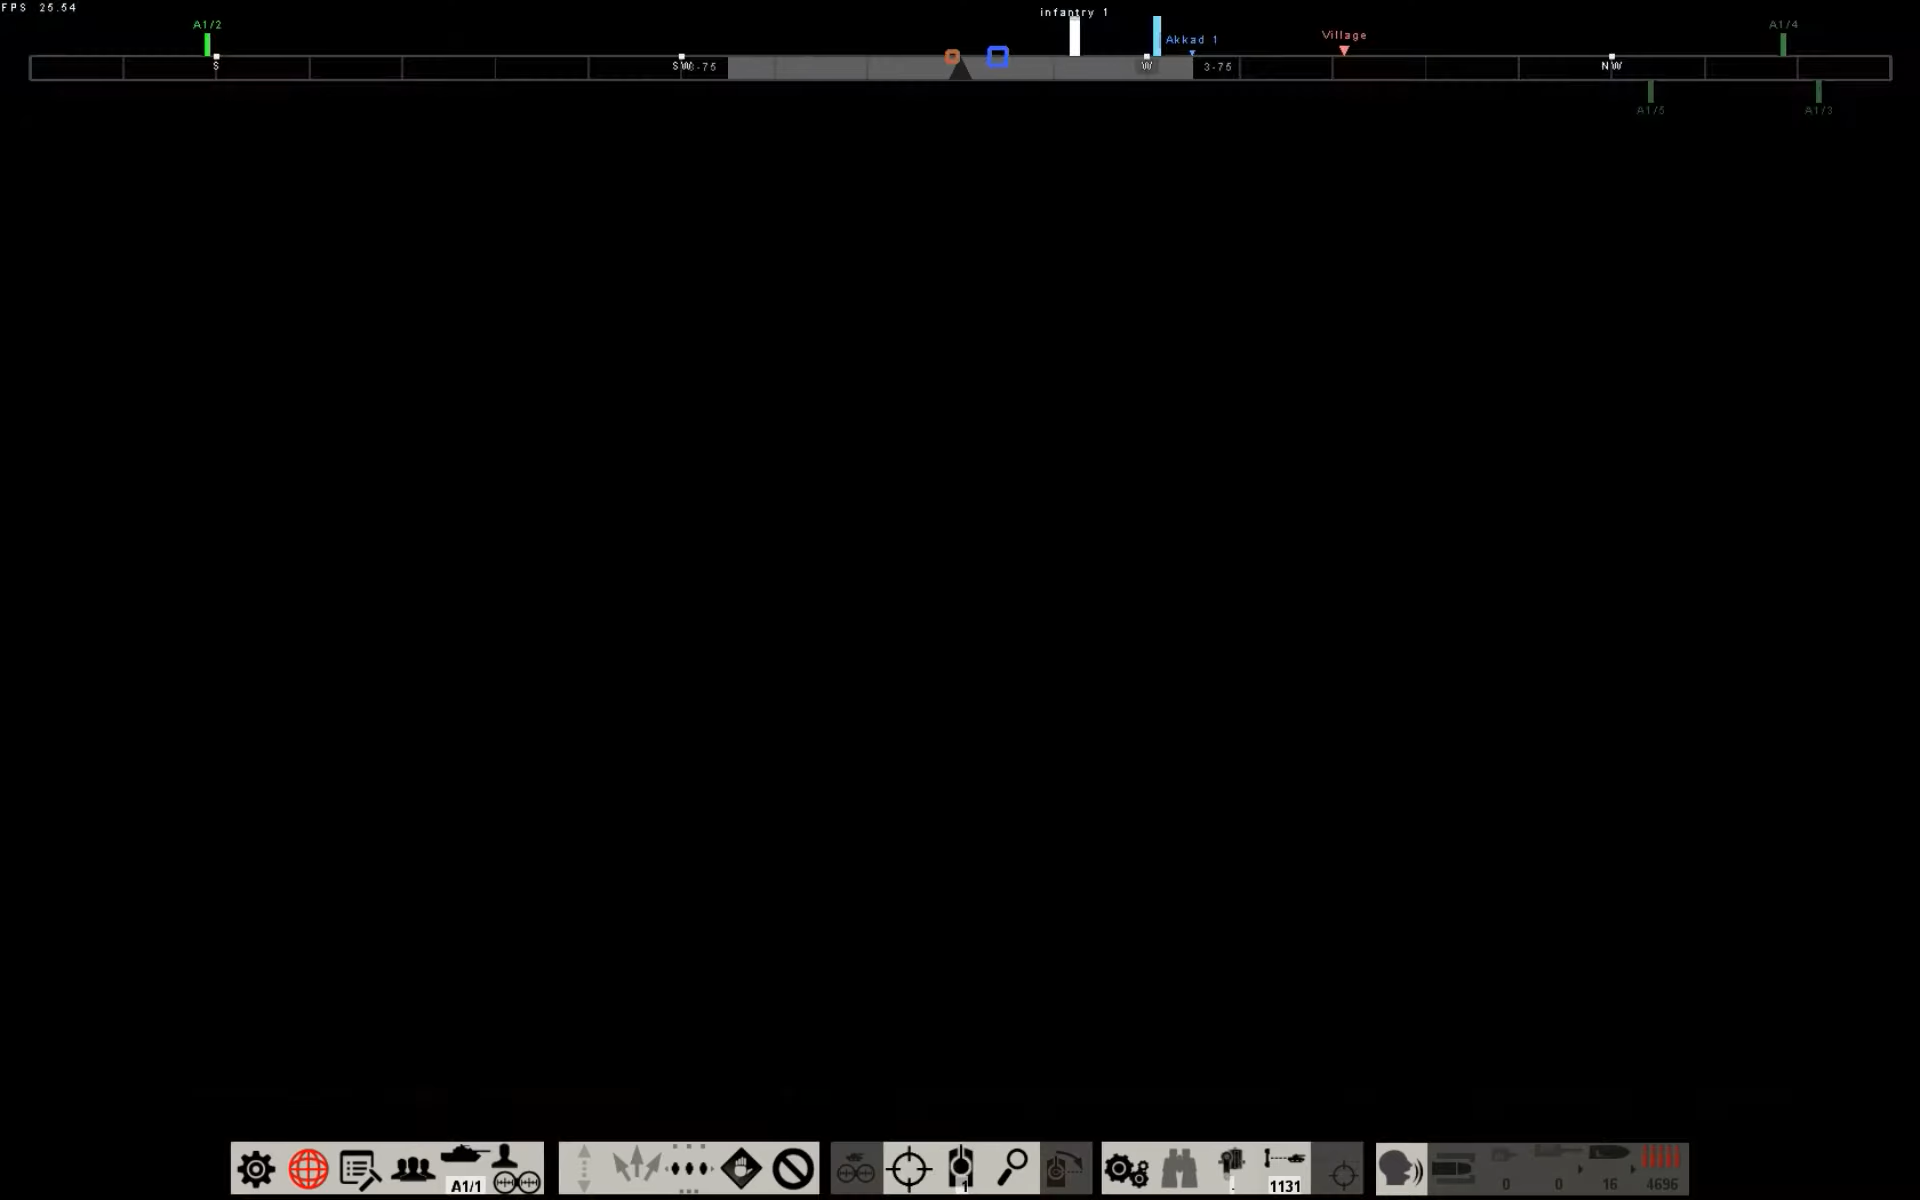 FPS 25.54
A1/2
infantry 1
Akkad 1
Village
A1/4
S
SW
-75
W
3-75
NW
A1/5
A1/3
A1/1
1
1131
0
0
16
4696